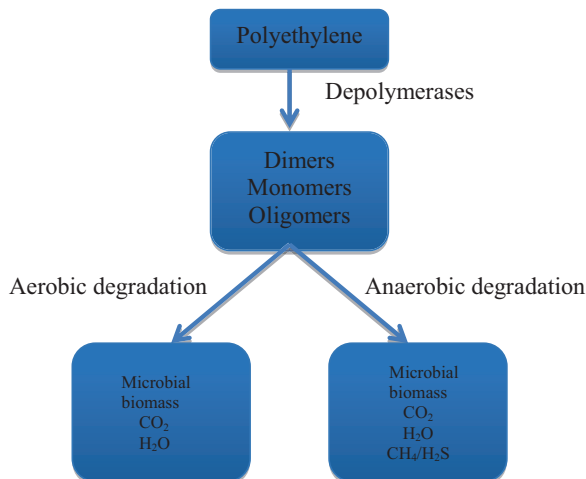 Polyethylene
Depolymerases
Dimers
Monomers
Oligomers
Aerobic degradation
Anaerobic degradation
Microbial
biomass
CO₂
H₂O
Microbial
biomass
CO₂
H₂O
CH₄/H₂S